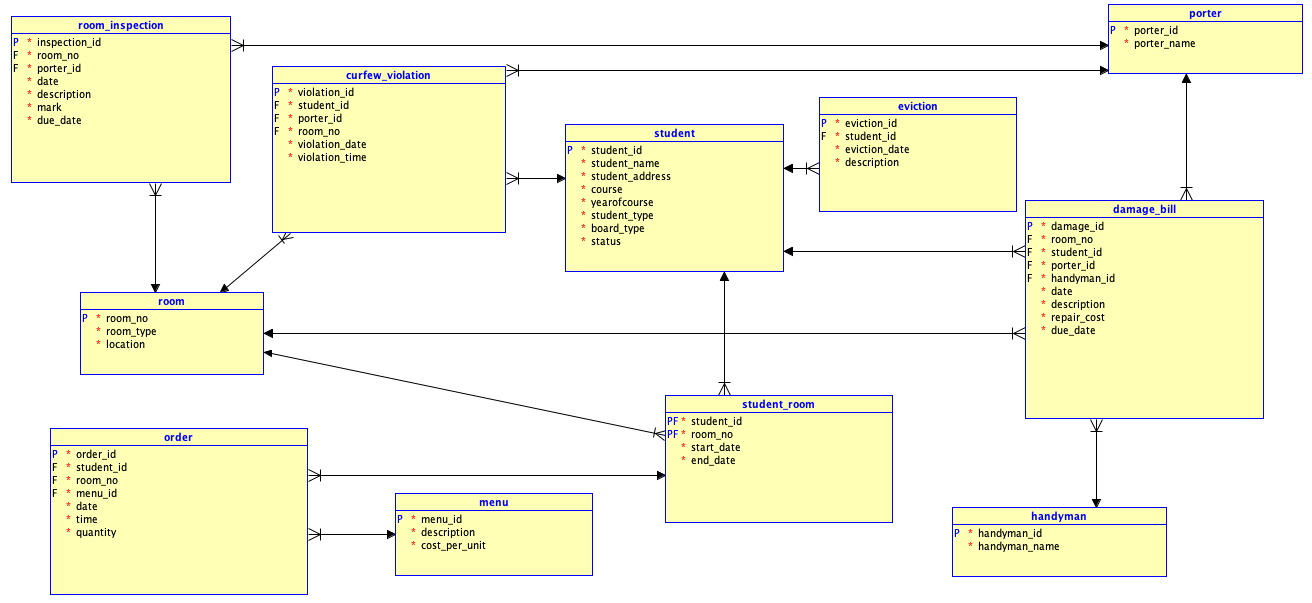 room_inspection
P * inspection_id
F * room_no
F * porter_id
* date
* description
* mark
* due_date
curfew_violation
P * violation_id
F * student_id
F * porter_id
F * room_no
* violation_date
* violation_time
student
P * student_id
* student_name
* student_address
* course
* yearofcourse
* student_type
* board_type
* status
eviction
P * eviction_id
F * student_id
* eviction_date
* description
porter
P * porter_id
* porter_name
damage_bill
P * damage_id
F * room_no
F * student_id
F * porter_id
F * handyman_id
* date
* description
* repair_cost
* due_date
room
P * room_no
* room_type
* location
student_room
PF * student_id
PF * room_no
* start_date
* end_date
order
P * order_id
F * student_id
F * room_no
F * menu_id
* date
* time
* quantity
menu
P * menu_id
* description
* cost_per_unit
handyman
P * handyman_id
* handyman_name